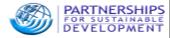 PARTNERSHIPS
FOR SUSTAINABLE
DEVELOPMENT